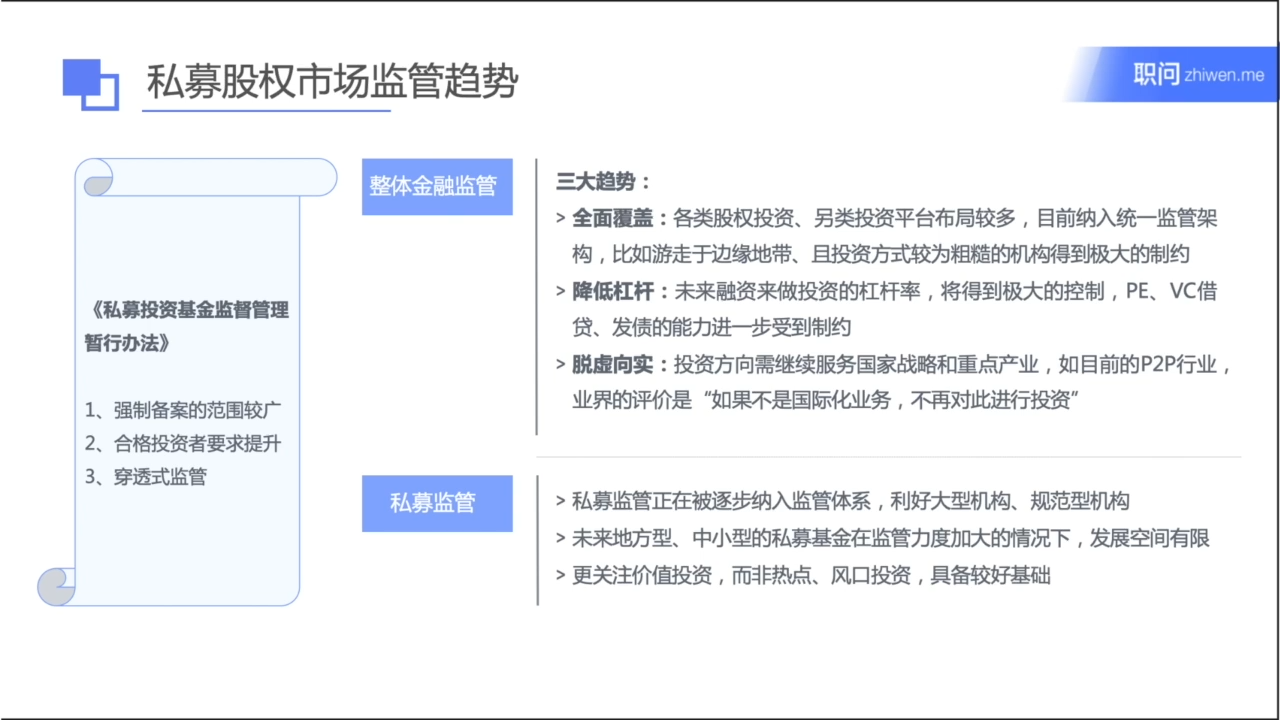 私募股权市场监管趋势
职问 zhiwen.me
《私募投资基金监督管理
暂行办法》
1、强制备案的范围较广
2、合格投资者要求提升
3、穿透式监管
整体金融监管
三大趋势：
> 全面覆盖：各类股权投资、另类投资平台布局较多，目前纳入统一监管架
构，比如游走于边缘地带、且投资方式较为粗糙的机构得到极大的制约
> 降低杠杆：未来融资来做投资的杠杆率，将得到极大的控制，PE、VC借
贷、发债的能力进一步受到制约
> 脱虚向实：投资方向需继续服务国家战略和重点产业，如目前的P2P行业，
业界的评价是“如果不是国际化业务，不再对此进行投资”
私募监管
> 私募监管正在被逐步纳入监管体系，利好大型机构、规范型机构
> 未来地方型、中小型的私募基金在监管力度加大的情况下，发展空间有限
> 更关注价值投资，而非热点、风口投资，具备较好基础